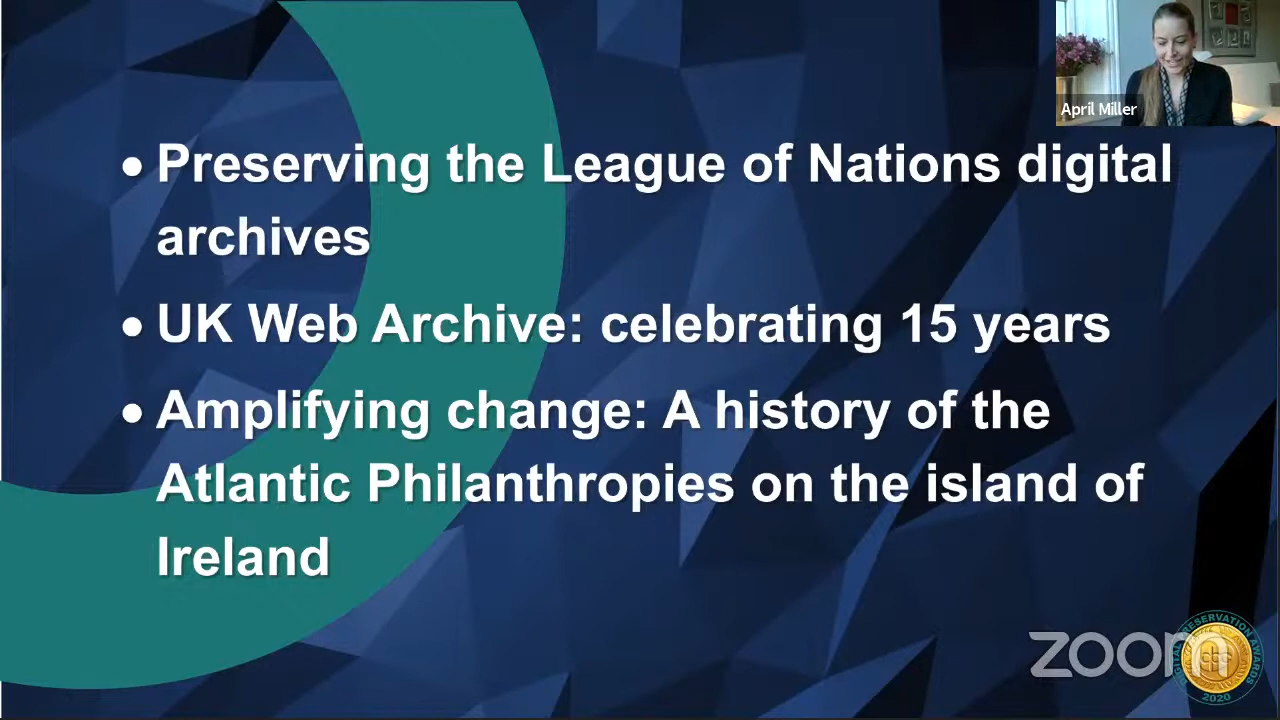 April Miller
• Preserving the League of Nations digital
archives
• UK Web Archive: celebrating 15 years
• Amplifying change: A history of the
Atlantic Philanthropies on the island of
Ireland
zoom
2020